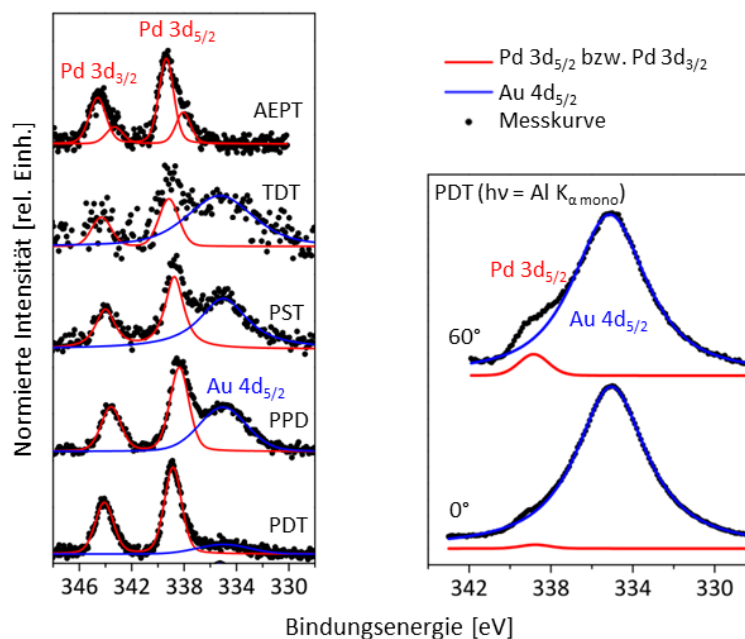 Normierte Intensität [rel. Einh.]
Pd 3d5/2
Pd 3d3/2
AEPT
TDT
PST
Au 4d5/2
PPD
PDT
346 342 338 334 330
Pd 3d5/2 bzw. Pd 3d3/2
Au 4d5/2
Messkurve
PDT (hν = Al Kα mono)
Pd 3d5/2
Au 4d5/2
60°
0°
342 338 334 330
Bindungsenergie [eV]